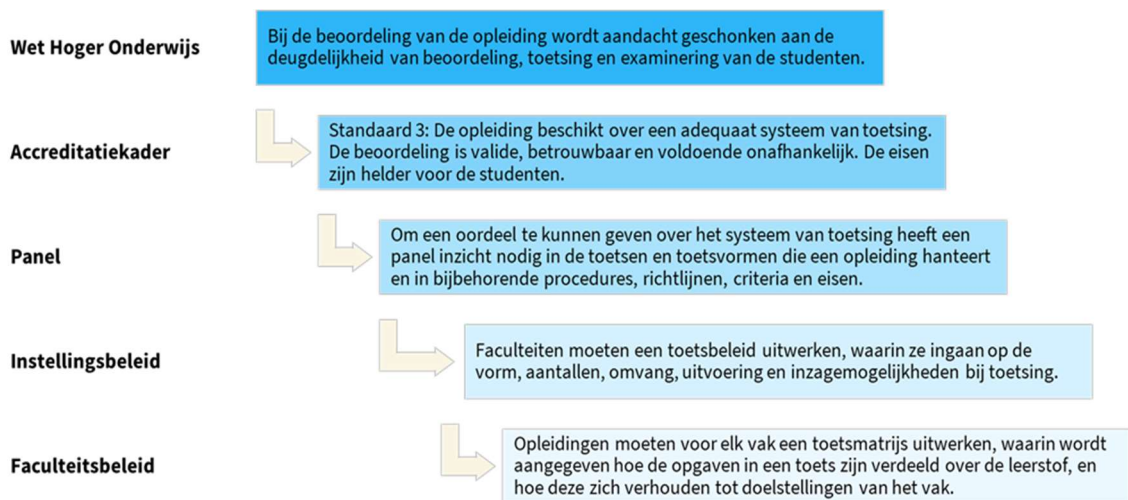 Wet Hoger Onderwijs
Bij de beoordeling van de opleiding wordt aandacht geschonken aan de
deugdelijkheid van beoordeling, toetsing en examinering van de studenten.
Accreditatiekader
Standaard 3: De opleiding beschikt over een adequaat systeem van toetsing.
De beoordeling is valide, betrouwbaar en voldoende onafhankelijk. De eisen
zijn helder voor de studenten.
Panel
Om een oordeel te kunnen geven over het systeem van toetsing heeft een
panel inzicht nodig in de toetsen en toetsvormen die een opleiding hanteert
en in bijbehorende procedures, richtlijnen, criteria en eisen.
Instellingsbeleid
Faculteiten moeten een toetsbeleid uitwerken, waarin ze ingaan op de
vorm, aantallen, omvang, uitvoering en inzagemogelijkheden bij toetsing.
Faculteitsbeleid
Opleidingen moeten voor elk vak een toetsmatrijs uitwerken, waarin wordt
aangegeven hoe de opgaven in een toets zijn verdeeld over de leerstof, en
hoe deze zich verhouden tot doelstellingen van het vak.